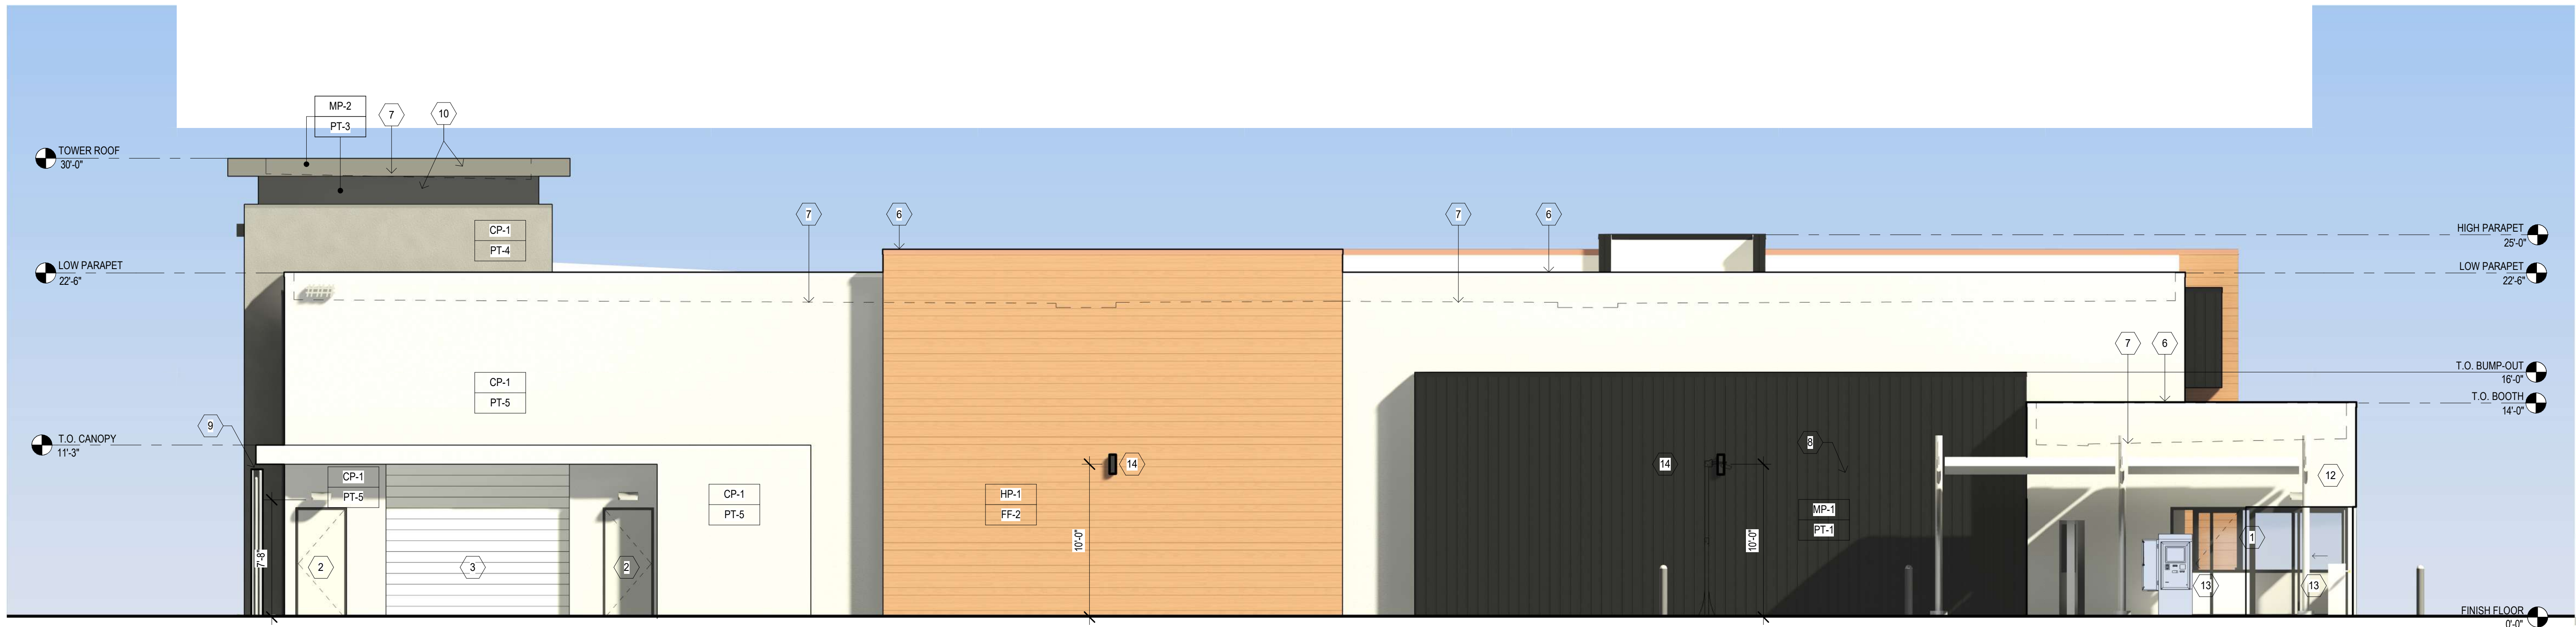 MP-2
PT-3
7
10
TOWER ROOF
30'-0"
CP-1
PT-4
7
6
7
6
HIGH PARAPET
25'-0"
LOW PARAPET
22'-6"
LOW PARAPET
22'-6"
7
6
T.O. BUMP-OUT
16'-0"
CP-1
PT-5
T.O. BOOTH
14'-0"
9
T.O. CANOPY
11'-3"
8
14
14
12
CP-1
PT-5
CP-1
PT-5
HP-1
FF-2
MP-1
PT-1
7'-8"
10'-0"
10'-0"
1
2
3
2
13
13
FINISH FLOOR
0'-0"